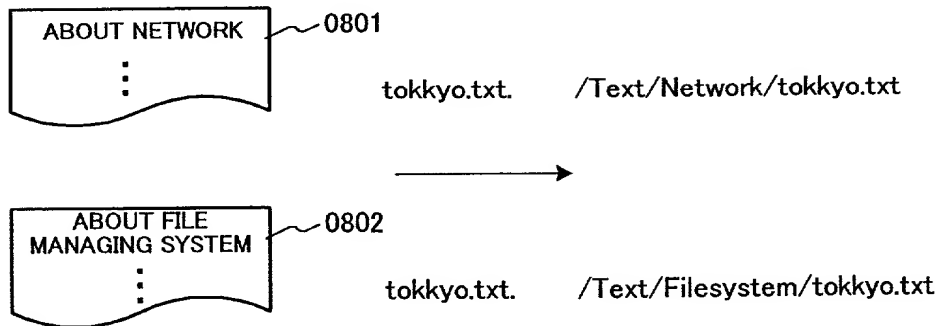 ABOUT NETWORK
0801
tokkyo.txt. /Text/Network/tokkyo.txt
ABOUT FILE
MANAGING SYSTEM
0802
tokkyo.txt. /Text/Filesystem/tokkyo.txt